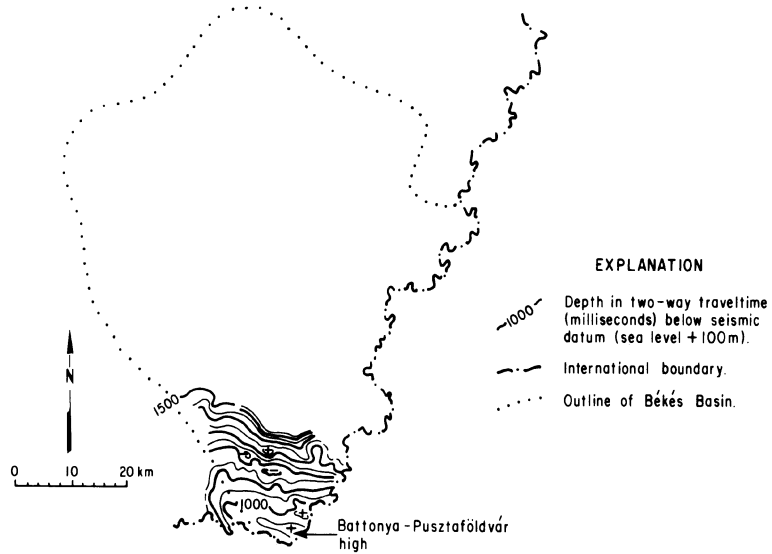 EXPLANATION
~1000~
Depth in two-way traveltime
(milliseconds) below seismic
datum (sea level +100m).
International boundary.
Outline of Békés Basin.
N
1500
0 10 20 km
1000
Battonya-Pusztaföldvár
high